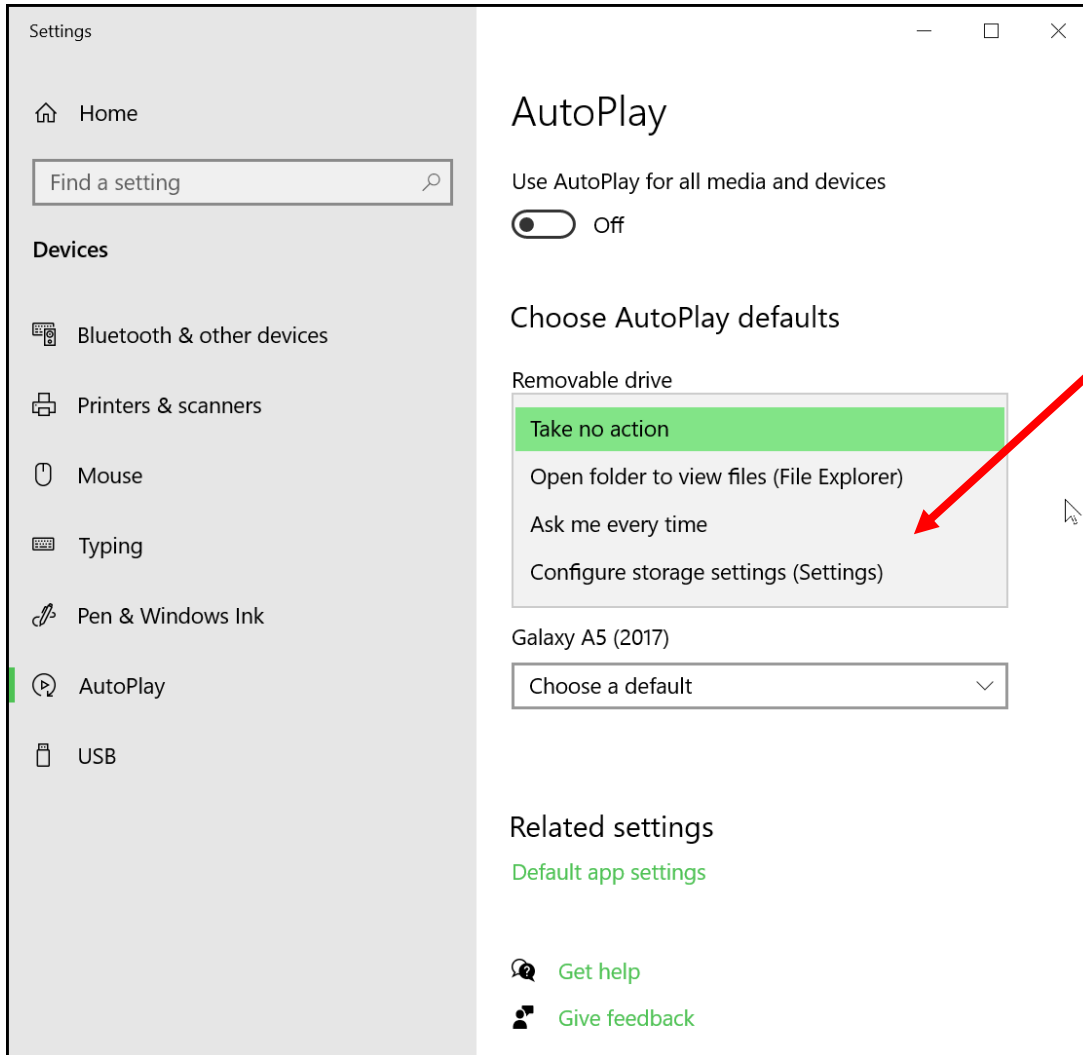 Settings
Home
Find a setting
Devices
Bluetooth & other devices
Printers & scanners
Mouse
Typing
Pen & Windows Ink
AutoPlay
USB
AutoPlay
Use AutoPlay for all media and devices
Off
Choose AutoPlay defaults
Removable drive
Take no action
Open folder to view files (File Explorer)
Ask me every time
Configure storage settings (Settings)
Galaxy A5 (2017)
Choose a default
Related settings
Default app settings
Get help
Give feedback